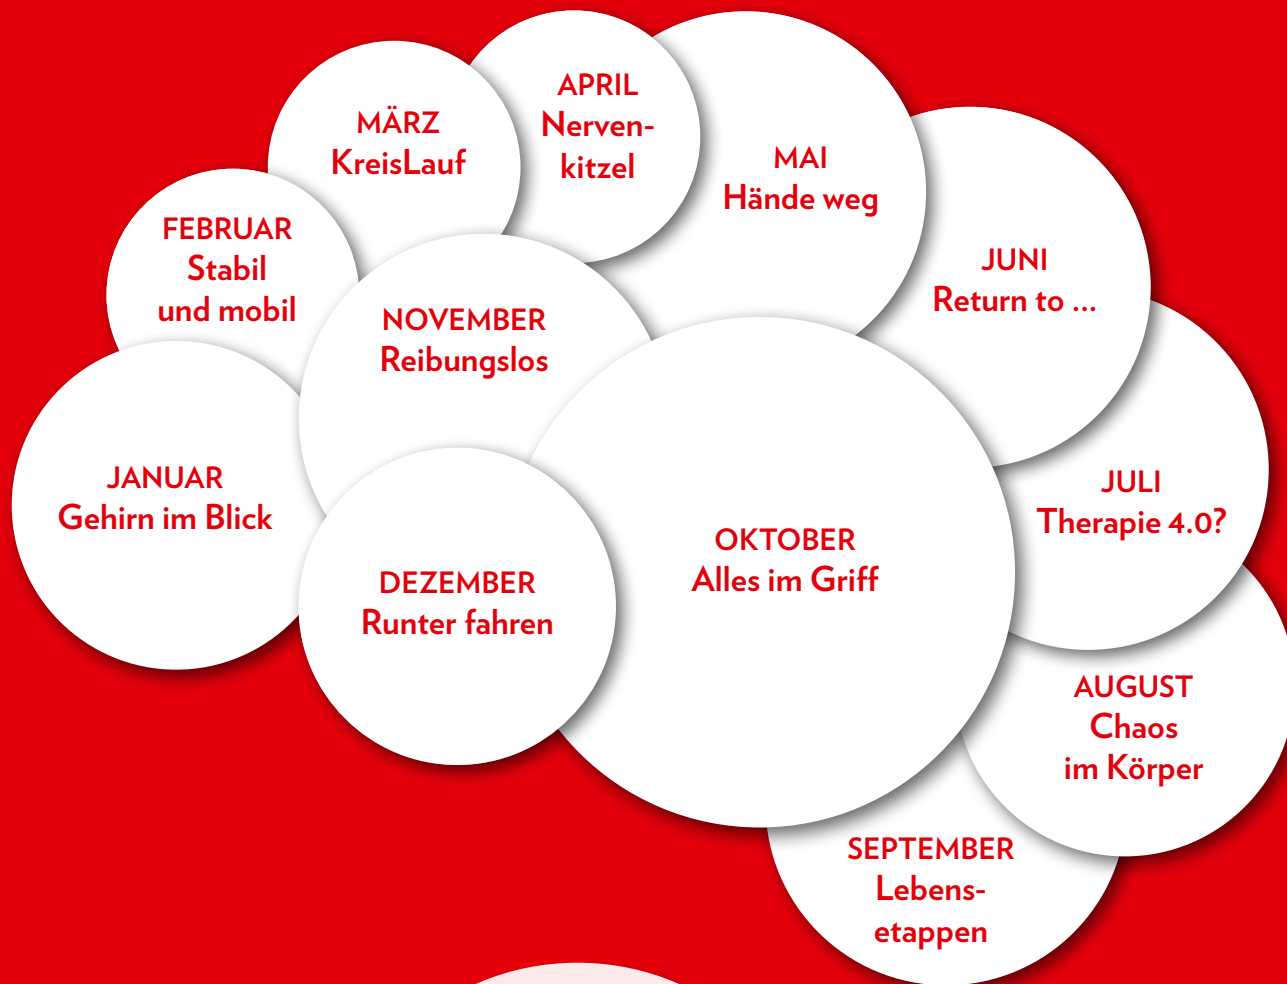 JANUAR
Gehirn im Blick
FEBRUAR
Stabil
und mobil
MÄRZ
KreisLauf
APRIL
Nerven-
kitzel
MAI
Hände weg
JUNI
Return to ...
JULI
Therapie 4.0?
AUGUST
Chaos
im Körper
SEPTEMBER
Lebens-
etappen
OKTOBER
Alles im Griff
NOVEMBER
Reibungslos
DEZEMBER
Runter fahren